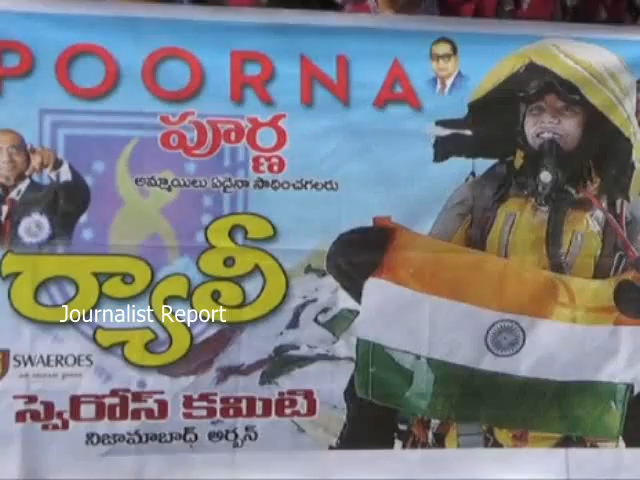 POORNA
పూర్ణ
అమ్మాయిలు ఏదైనా సాధించగలరు
ర్యాలీ
Journalist Report
SWAEROES
స్వైరోస్ కమిటి
నిజామాబాద్ అర్బన్